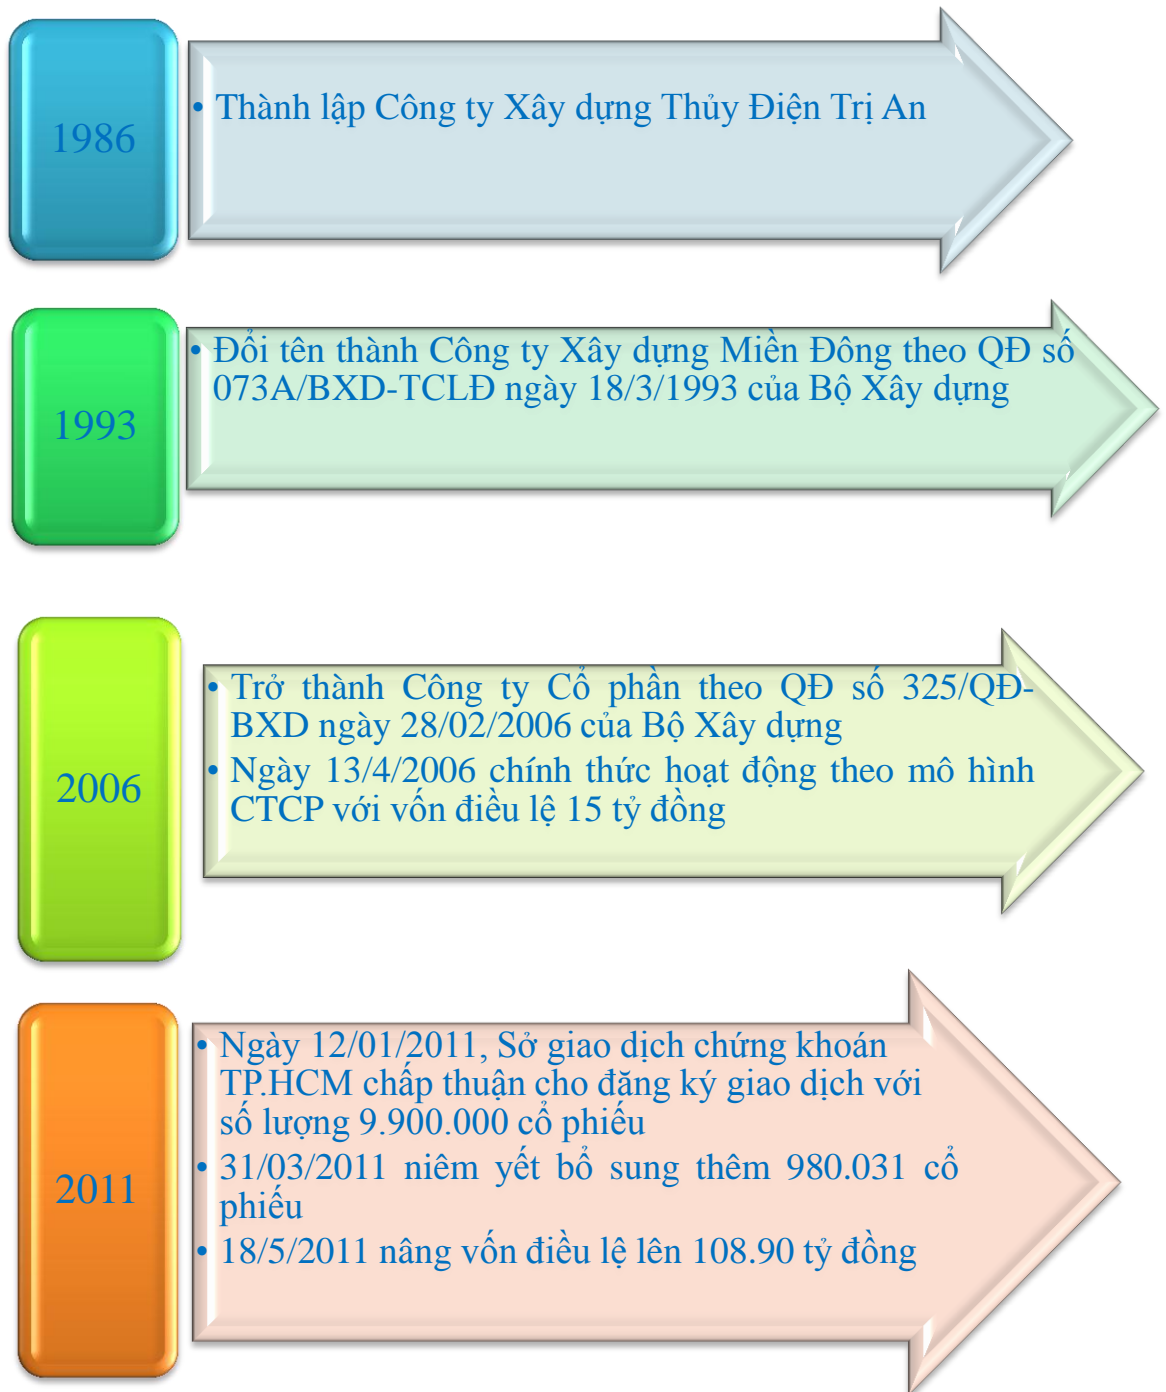 1986
• Thành lập Công ty Xây dựng Thủy Điện Trị An
1993
• Đổi tên thành Công ty Xây dựng Miền Đông theo QĐ số
073A/BXD-TCLĐ ngày 18/3/1993 của Bộ Xây dựng
2006
• Trở thành Công ty Cổ phần theo QĐ số 325/QĐ-
BXD ngày 28/02/2006 của Bộ Xây dựng
• Ngày 13/4/2006 chính thức hoạt động theo mô hình
CTCP với vốn điều lệ 15 tỷ đồng
2011
• Ngày 12/01/2011, Sở giao dịch chứng khoán
TP.HCM chấp thuận cho đăng ký giao dịch với
số lượng 9.900.000 cổ phiếu
• 31/03/2011 niêm yết bổ sung thêm 980.031 cổ
phiếu
• 18/5/2011 nâng vốn điều lệ lên 108.90 tỷ đồng